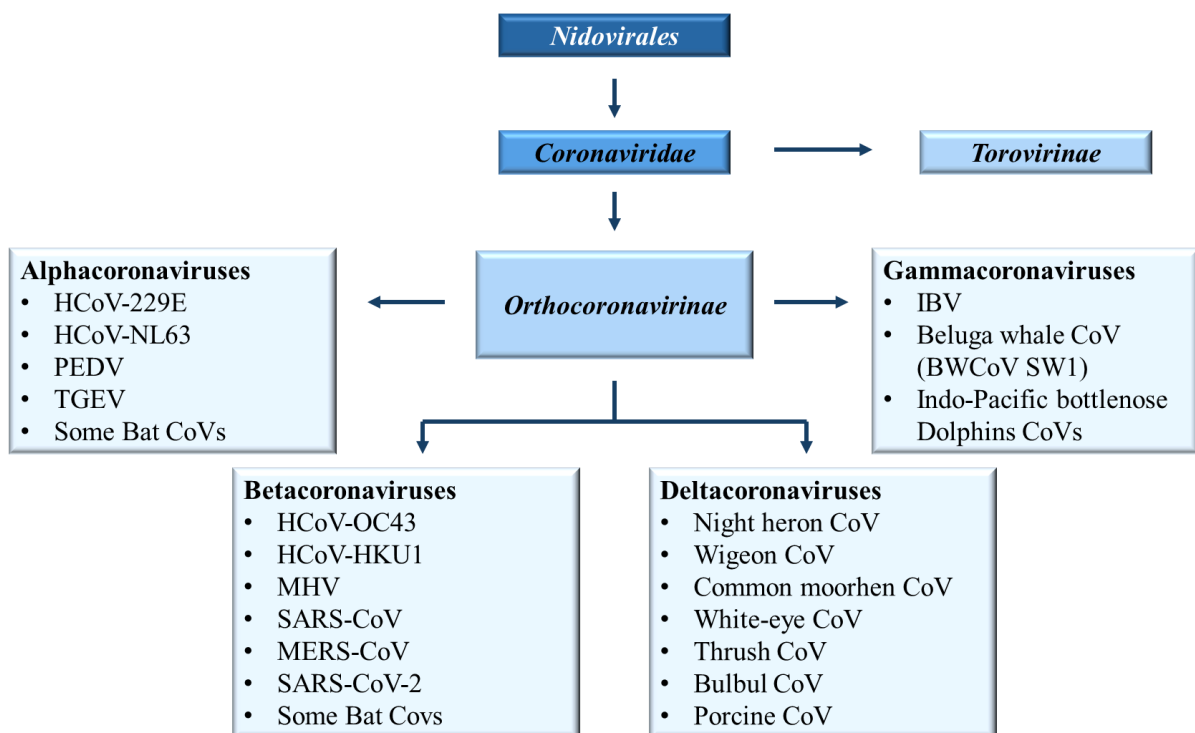 Nidovirales
Coronaviridae
Torovirinae
Orthocoronavirinae
Alphacoronaviruses
• HCoV-229E
• HCoV-NL63
• PEDV
• TGEV
• Some Bat CoVs
Gammacoronaviruses
• IBV
• Beluga whale CoV
(BWCoV SW1)
• Indo-Pacific bottlenose
Dolphins CoVs
Betacoronaviruses
• HCoV-OC43
• HCoV-HKU1
• MHV
• SARS-CoV
• MERS-CoV
• SARS-CoV-2
• Some Bat Covs
Deltacoronaviruses
• Night heron CoV
• Wigeon CoV
• Common moorhen CoV
• White-eye CoV
• Thrush CoV
• Bulbul CoV
• Porcine CoV